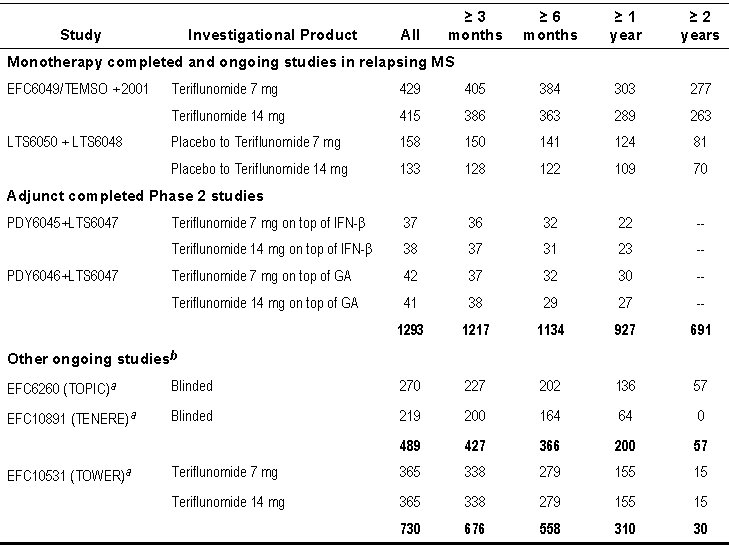 Study Investigational Product All ≥ 3 months ≥ 6 months ≥ 1 year ≥ 2 years
Monotherapy completed and ongoing studies in relapsing MS
EFC6049/TEMSO +2001 Teriflunomide 7 mg 429 405 384 303 277
Teriflunomide 14 mg 415 386 363 289 263
LTS6050 + LTS6048 Placebo to Teriflunomide 7 mg 158 150 141 124 81
Placebo to Teriflunomide 14 mg 133 128 122 109 70
Adjunct completed Phase 2 studies
PDY6045+LTS6047 Teriflunomide 7 mg on top of IFN-β 37 36 32 22 --
Teriflunomide 14 mg on top of IFN-β 38 37 31 23 --
PDY6046+LTS6047 Teriflunomide 7 mg on top of GA 42 37 32 30 --
Teriflunomide 14 mg on top of GA 41 38 29 27 --
1293 1217 1134 927 691
Other ongoing studies b
EFC6260 (TOPIC) a Blinded 270 227 202 136 57
EFC10891 (TENERE) a Blinded 219 200 164 64 0
489 427 366 200 57
EFC10531 (TOWER) a Teriflunomide 7 mg 365 338 279 155 15
Teriflunomide 14 mg 365 338 279 155 15
730 676 558 310 30